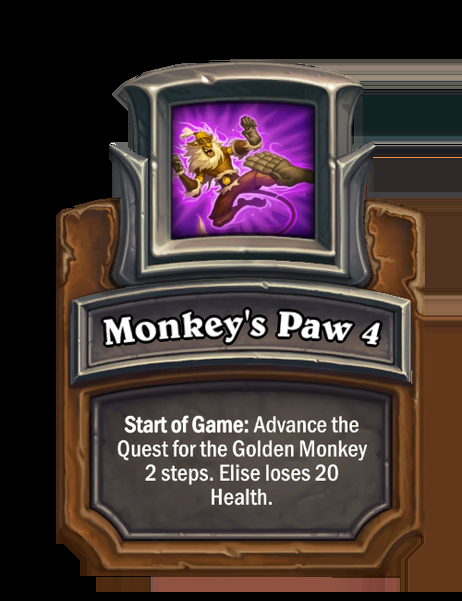 Monkey's Paw 4
Start of Game: Advance the
Quest for the Golden Monkey
2 steps. Elise loses 20
Health.